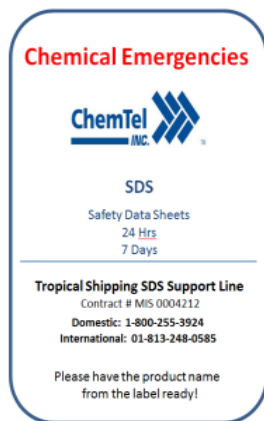 Chemical Emergencies
ChemTel
INC.
SDS
Safety Data Sheets
24 Hrs
7 Days
Tropical Shipping SDS Support Line
Contract # MIS 0004212
Domestic: 1-800-255-3924
International: 01-813-248-0585
Please have the product name
from the label ready!